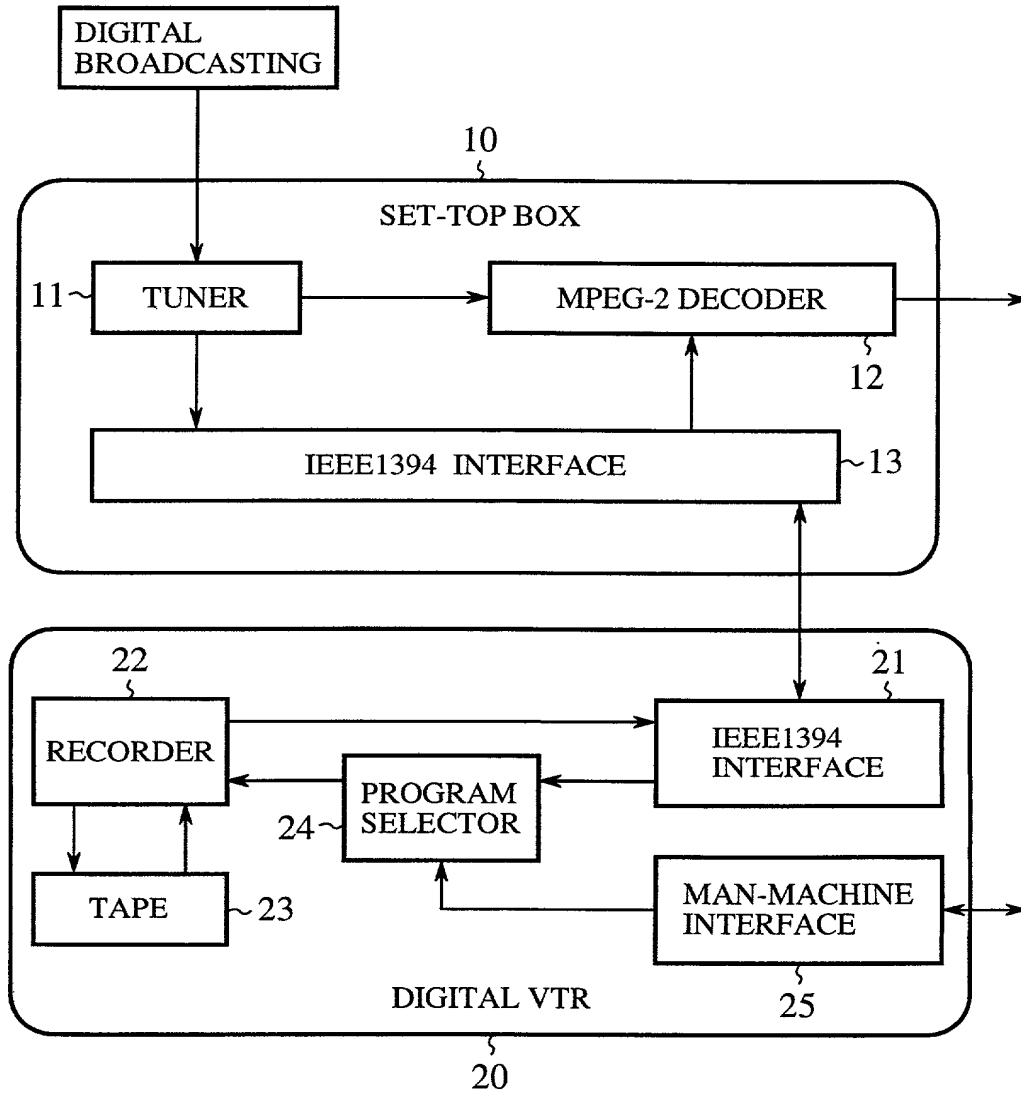 DIGITAL
BROADCASTING
10
SET-TOP BOX
11
TUNER
MPEG-2 DECODER
12
IEEE1394 INTERFACE
13
22
21
RECORDER
IEEE1394
INTERFACE
PROGRAM
SELECTOR
24
TAPE
23
MAN-MACHINE
INTERFACE
25
DIGITAL VTR
20